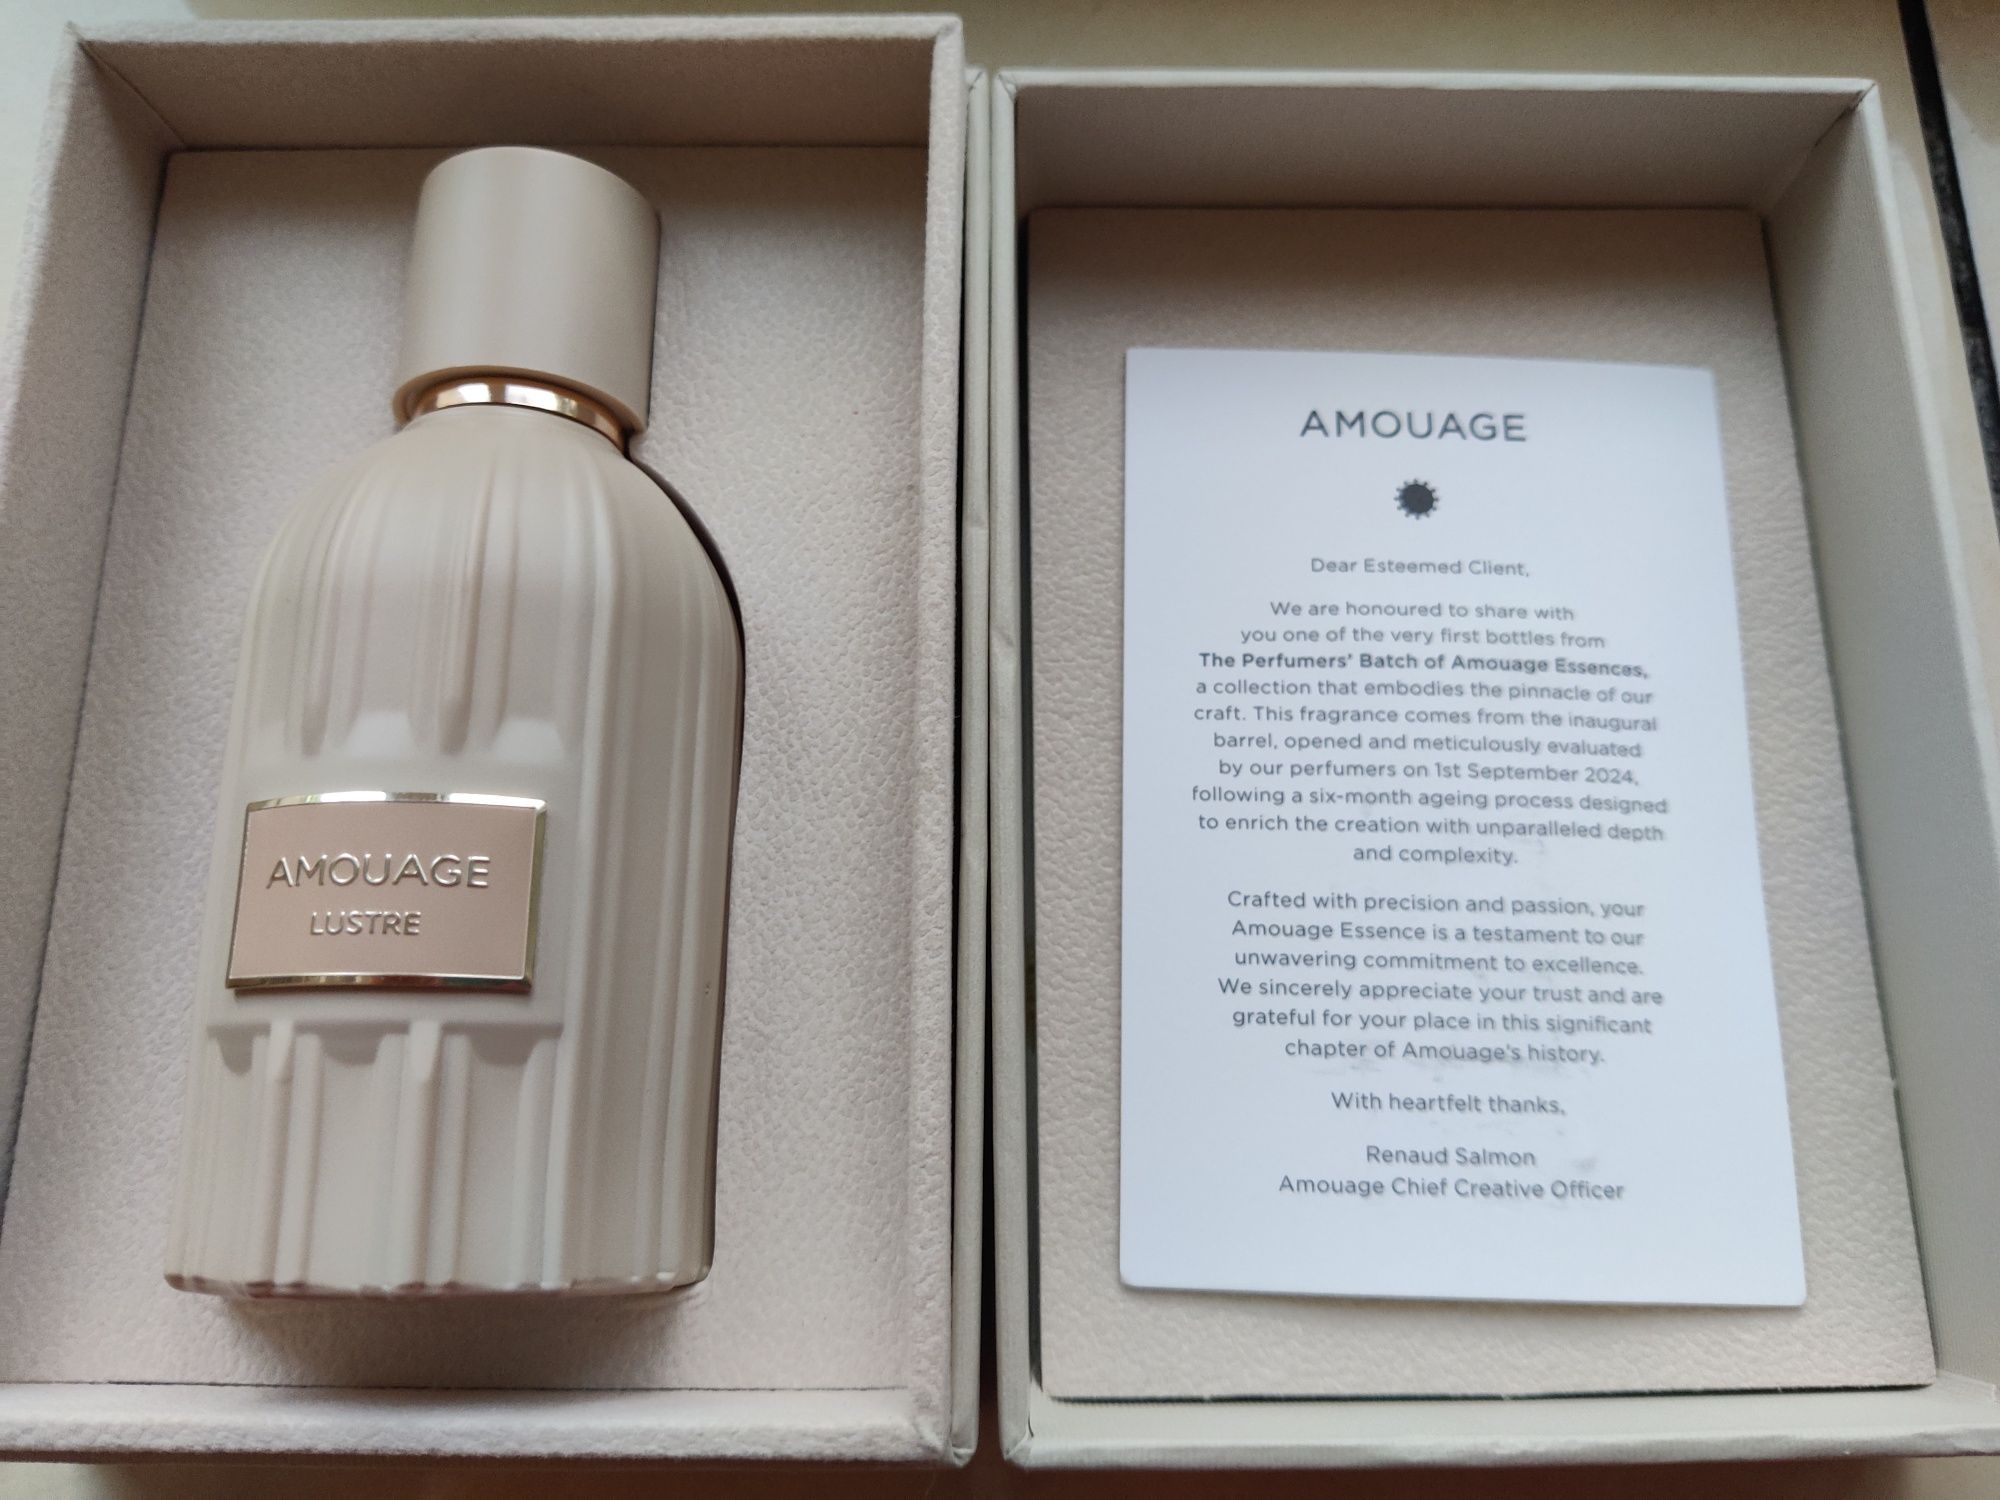 AMOUAGE
LUSTRE
AMOUAGE
Dear Esteemed Client,
We are honoured to share with
you one of the very first bottles from
The Perfumers' Batch of Amouage Essences,
a collection that embodies the pinnacle of our
craft. This fragrance comes from the inaugural
barrel, opened and meticulously evaluated
by our perfumers on 1st September 2024,
following a six-month ageing process designed
to enrich the creation with unparalleled depth
and complexity.
Crafted with precision and passion, your
Amouage Essence is a testament to our
unwavering commitment to excellence.
We sincerely appreciate your trust and are
grateful for your place in this significant
chapter of Amouage's history.
With heartfelt thanks,
Renaud Salmon
Amouage Chief Creative Officer